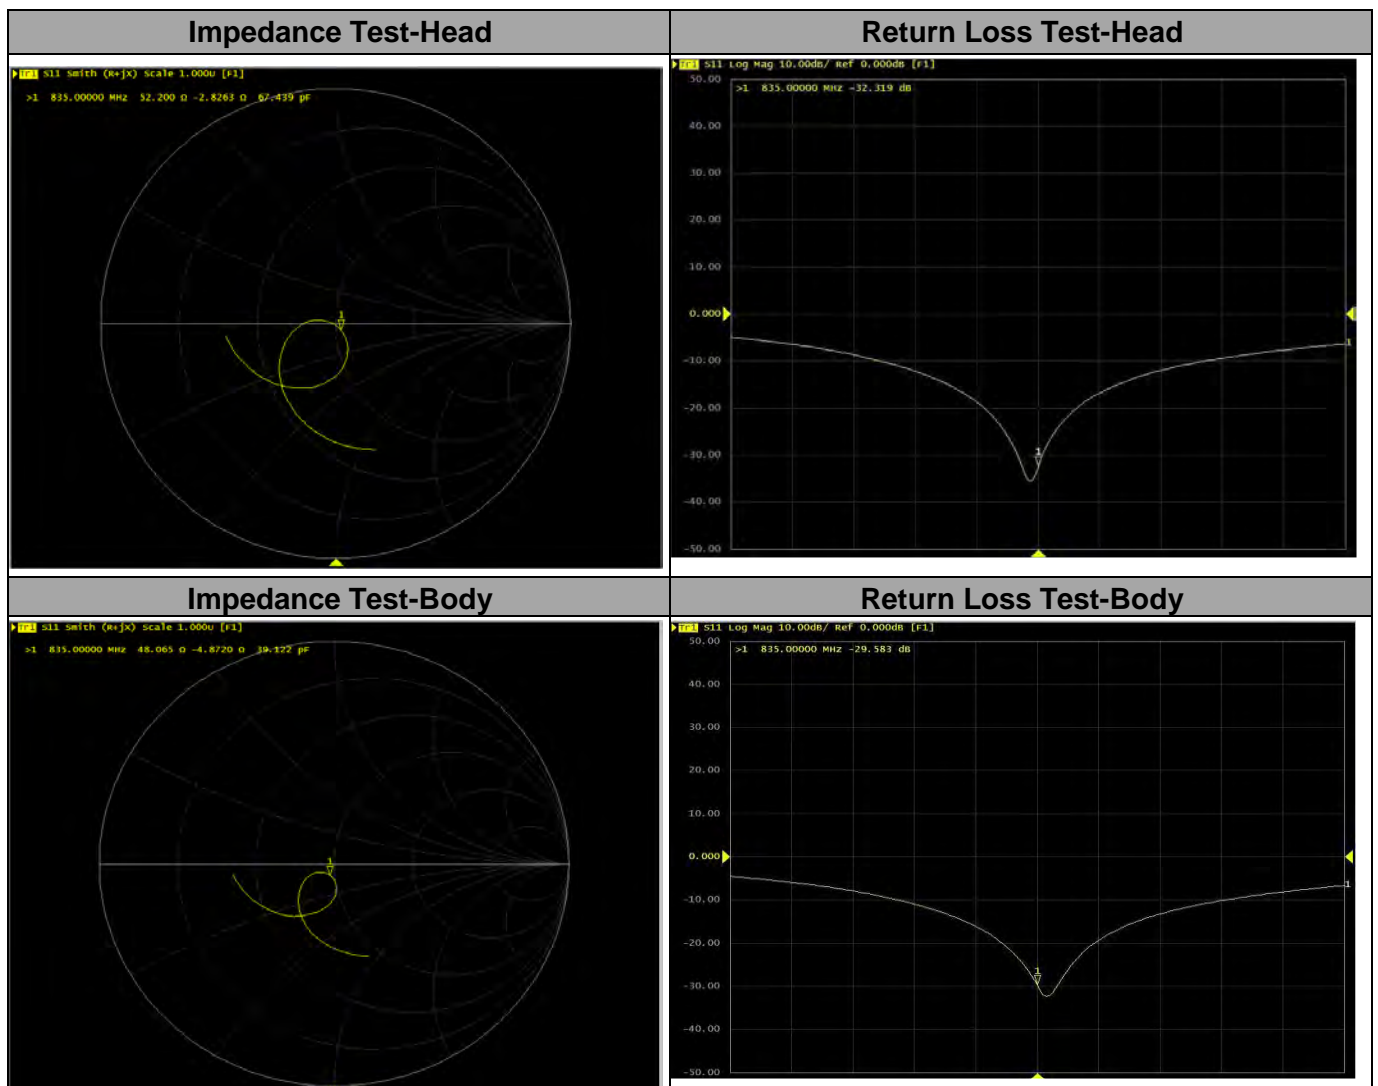 Impedance Test-Head
Return Loss Test-Head
Tr1 S11 Smith (R+jX) Scale 1.000U [F1]
>1 835.00000 MHz 52.200 Ω -2.8263 Ω 67.439 pF
1
Tr1 S11 Log Mag 10.00dB/ Ref 0.000dB [F1]
50.00
>1 835.00000 MHz -32.319 dB
40.00
30.00
20.00
10.00
0.000
1
-10.00
-20.00
-30.00
1
-40.00
-50.00
Impedance Test-Body
Return Loss Test-Body
Tr1 S11 Smith (R+jX) Scale 1.000U [F1]
>1 835.00000 MHz 48.065 Ω -4.8720 Ω 39.122 pF
1
Tr1 S11 Log Mag 10.00dB/ Ref 0.000dB [F1]
50.00
>1 835.00000 MHz -29.583 dB
40.00
30.00
20.00
10.00
0.000
1
-10.00
-20.00
1
-30.00
-40.00
-50.00